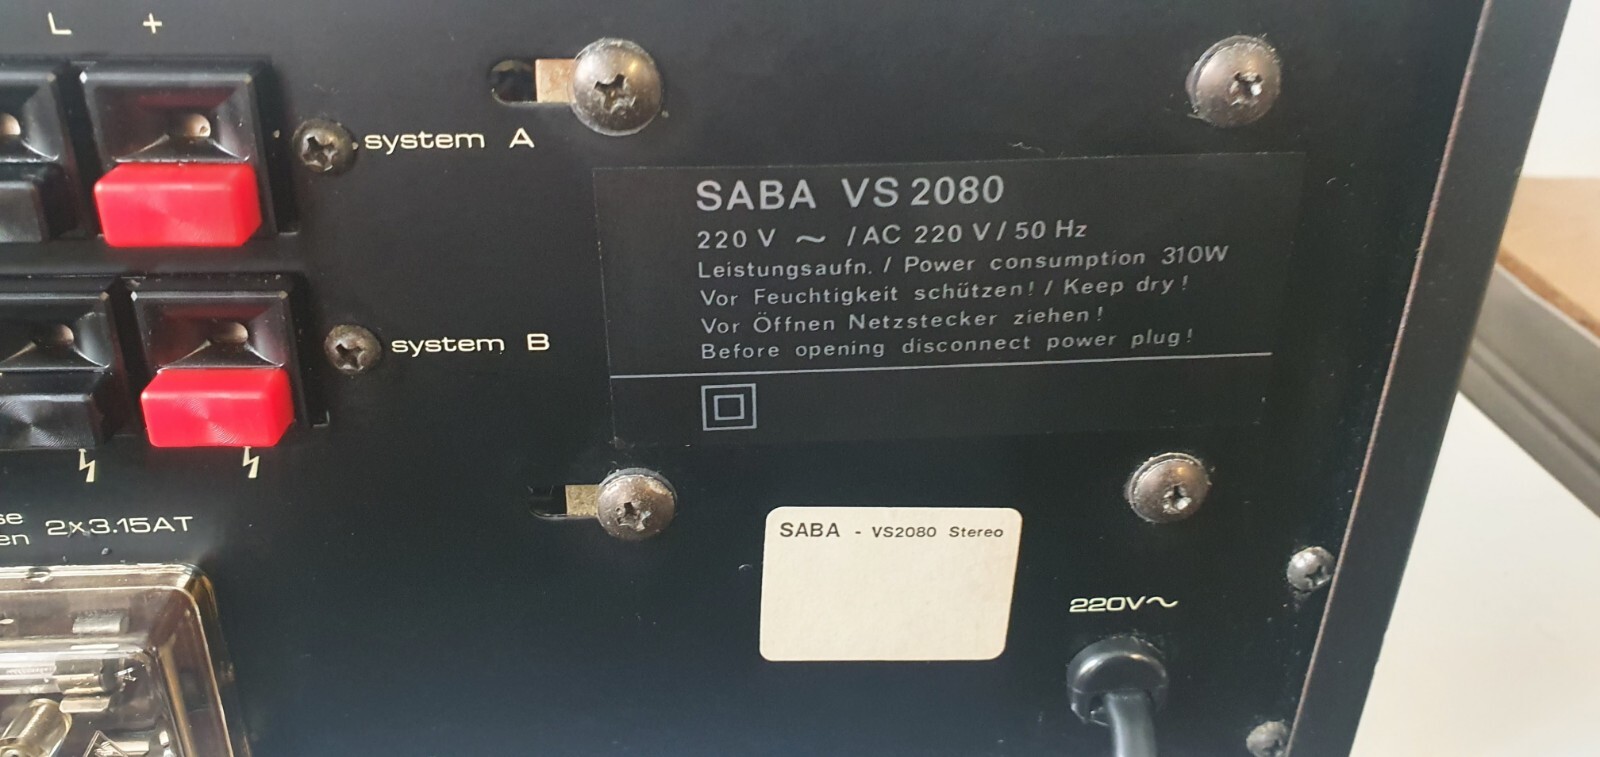 L +
system A
SABA VS 2080
220 V ~ / AC 220 V / 50 Hz
Leistungsaufn. / Power consumption 310W
Vor Feuchtigkeit schützen! / Keep dry!
Vor Öffnen Netzstecker ziehen!
Before opening disconnect power plug!
system B
2x3.15AT
SABA - VS2080 Stereo
220V~